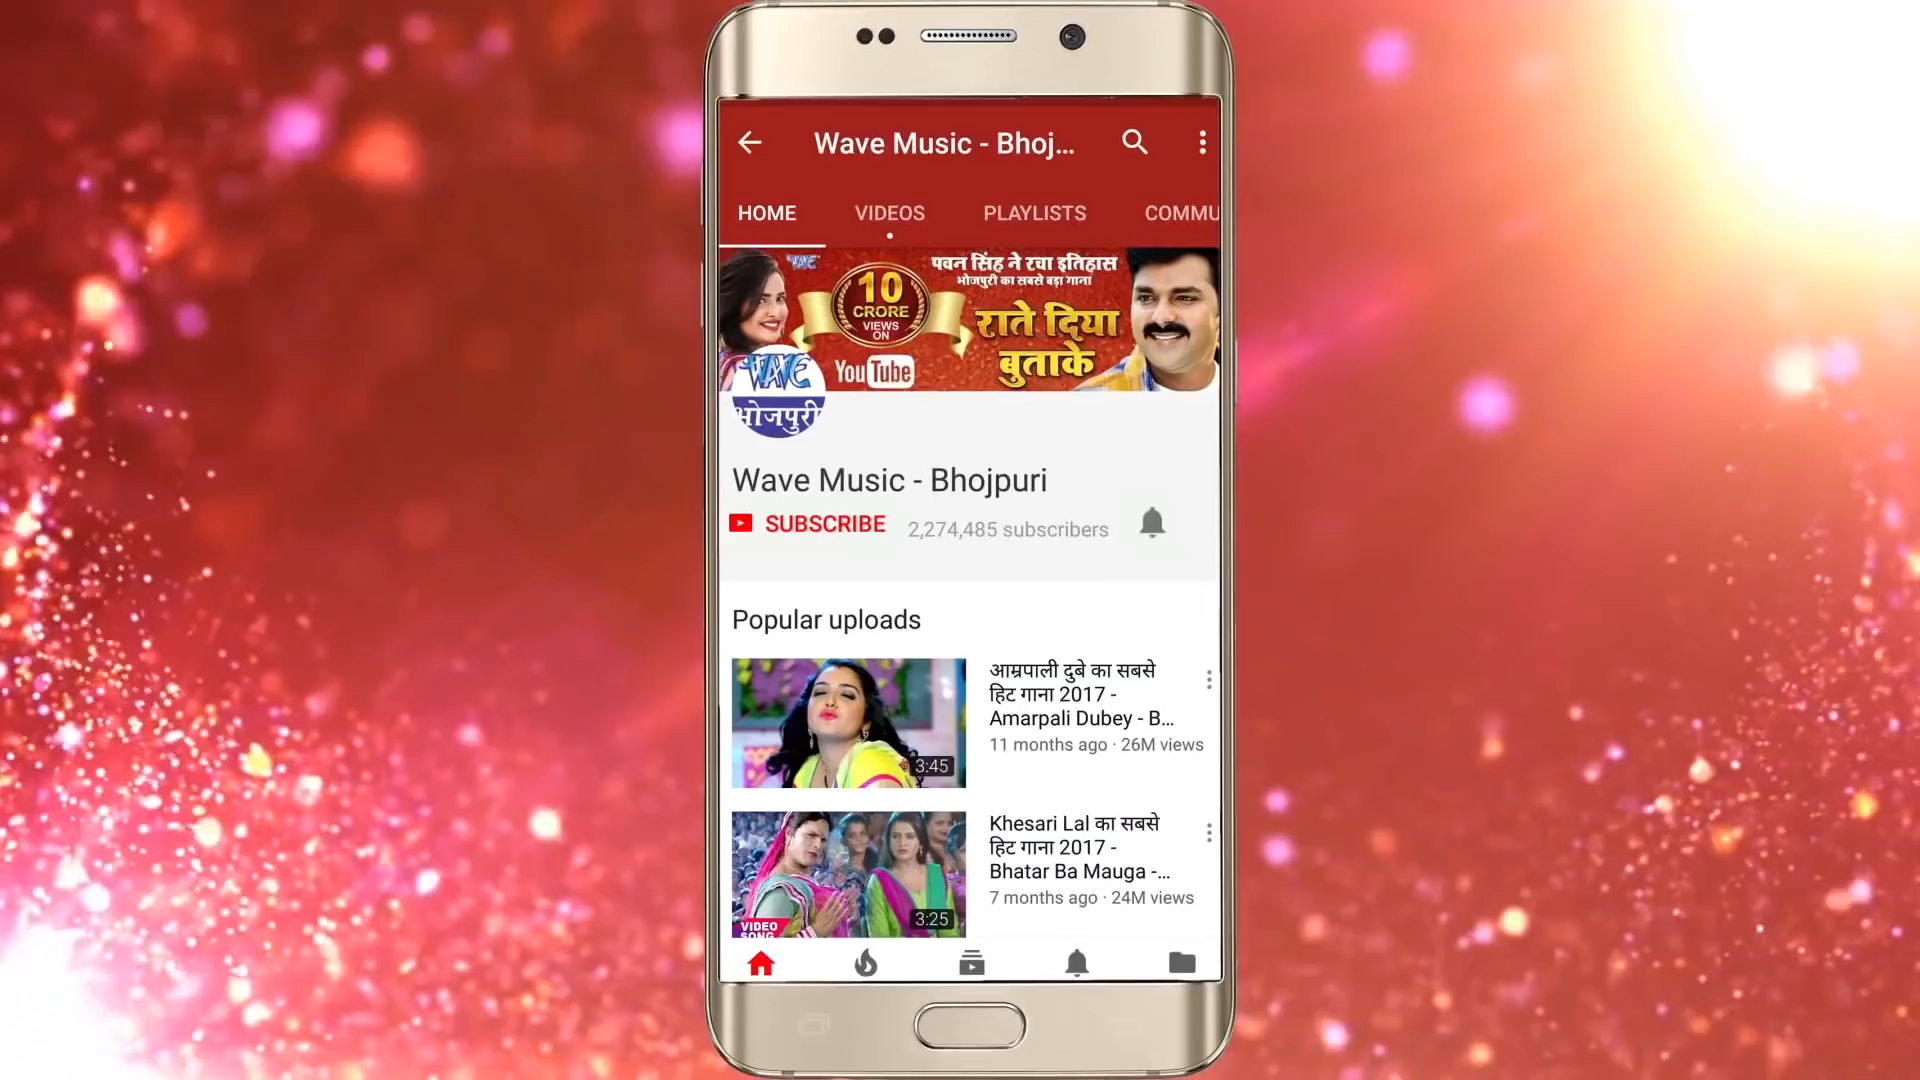 Wave Music - Bhoj...
HOME VIDEOS PLAYLISTS COMMU
WAVE
पवन सिंह ने रचा इतिहास
भोजपुरी का सबसे बड़ा गाना
10
CRORE
VIEWS
ON
YouTube
राते दिया
बुताके
WAVE
भोजपुरी
Wave Music - Bhojpuri
SUBSCRIBE 2,274,485 subscribers
Popular uploads
आम्रपाली दुबे का सबसे
हिट गाना 2017 -
Amarpali Dubey - B...
11 months ago · 26M views
3:45
Khesari Lal का सबसे
हिट गाना 2017 -
Bhatar Ba Mauga -...
7 months ago · 24M views
3:25
VIDEO
SONG